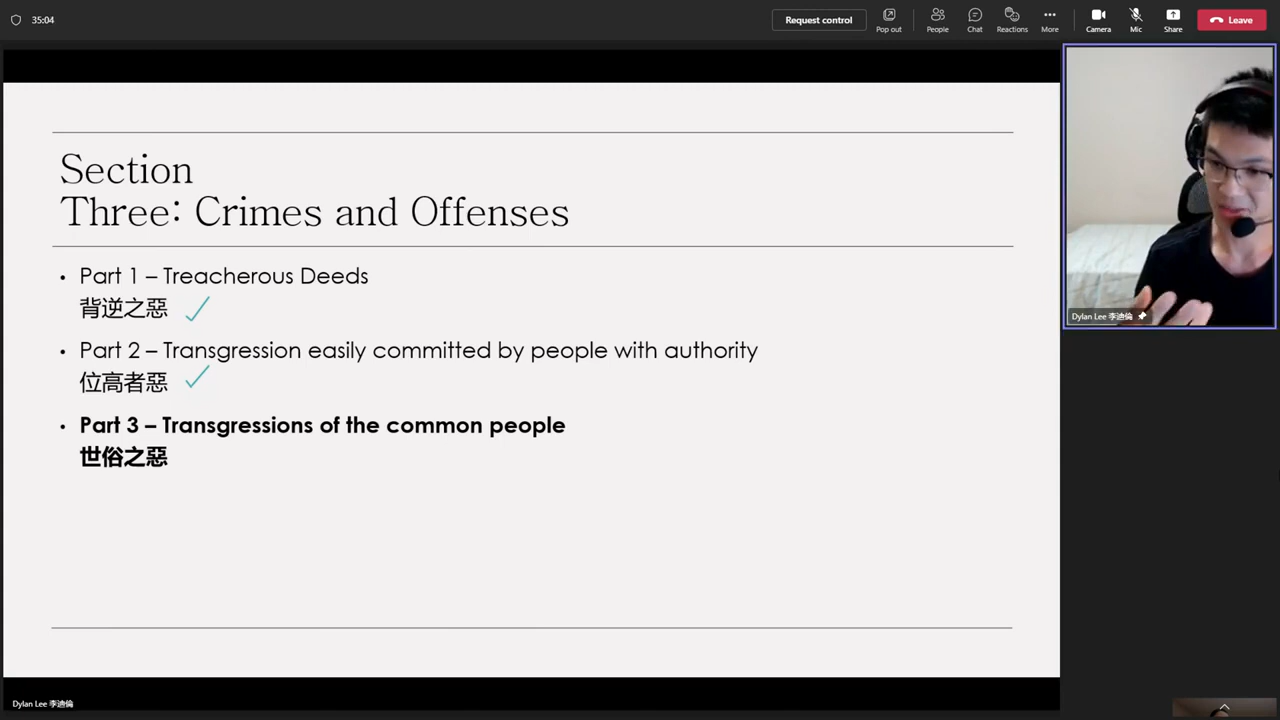 35:04
Request control
Pop out
People
Chat
Reactions
More
Camera
Mic
Share
Leave
Section
Three: Crimes and Offenses
• Part 1 – Treacherous Deeds
背逆之惡
• Part 2 – Transgression easily committed by people with authority
位高者惡
• Part 3 – Transgressions of the common people
世俗之惡
Dylan Lee 李迪倫
Dylan Lee 李迪倫